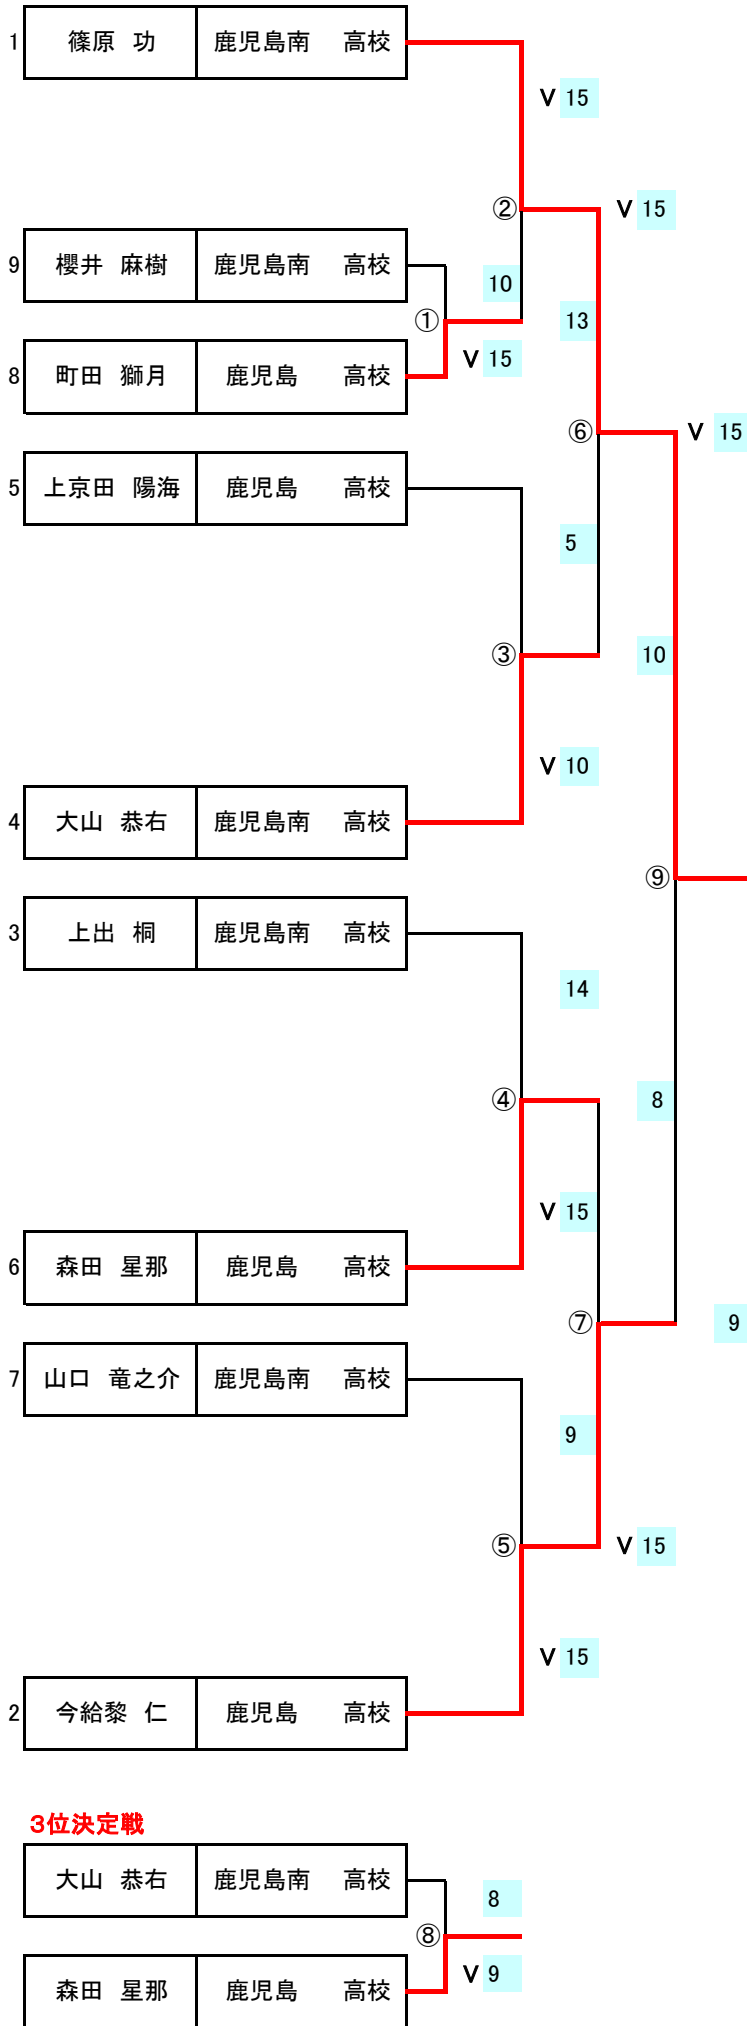 1 篠原 功 鹿児島南 高校
V 15
② V 15
9 櫻井 麻樹 鹿児島南 高校
10
① 13
8 町田 獅月 鹿児島 高校 V 15
⑥ V 15
5 上京田 陽海 鹿児島 高校
5
③ 10
V 10
4 大山 恭右 鹿児島南 高校
⑨
3 上出 桐 鹿児島南 高校
14
④ 8
V 15
6 森田 星那 鹿児島 高校
⑦ 9
7 山口 竜之介 鹿児島南 高校
9
⑤ V 15
V 15
2 今給黎 仁 鹿児島 高校
3位決定戦
大山 恭右 鹿児島南 高校 8
⑧
V 9
森田 星那 鹿児島 高校